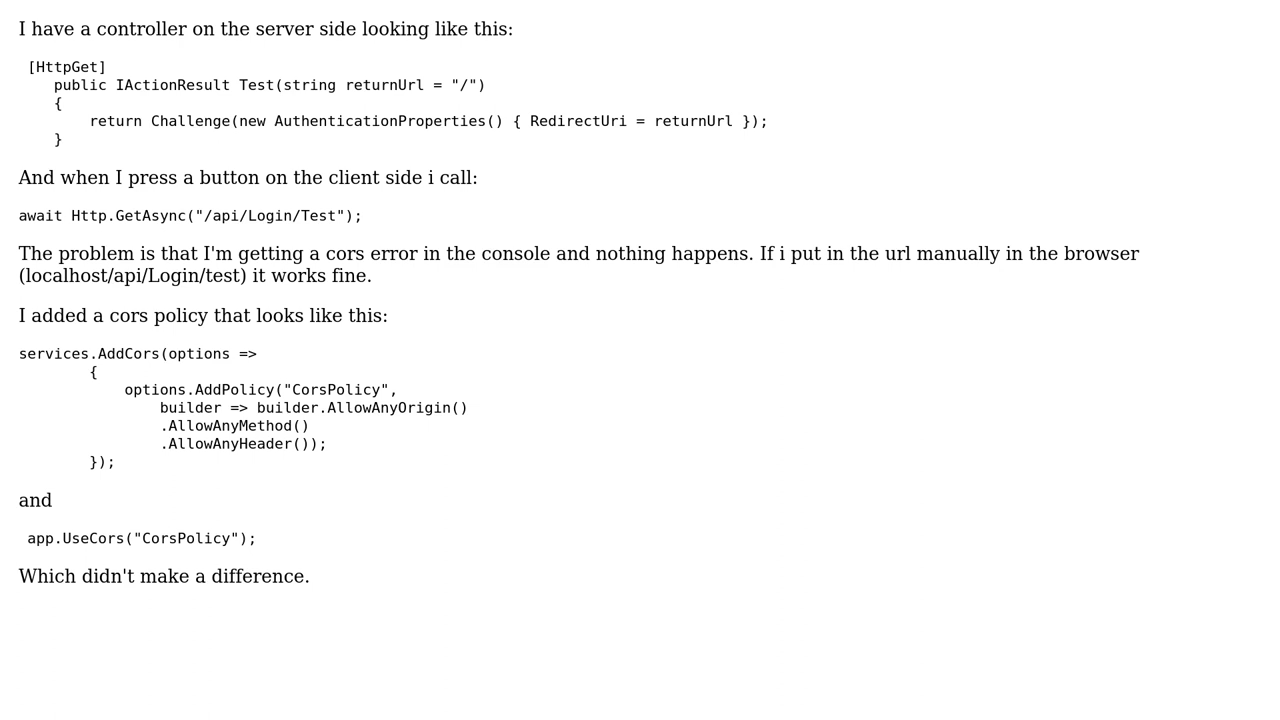 I have a controller on the server side looking like this:
[HttpGet]
public IActionResult Test(string returnUrl = "/")
{
return Challenge(new AuthenticationProperties() { RedirectUri = returnUrl });
}
And when I press a button on the client side i call:
await Http.GetAsync("/api/Login/Test");
The problem is that I'm getting a cors error in the console and nothing happens. If i put in the url manually in the browser
(localhost/api/Login/test) it works fine.
I added a cors policy that looks like this:
services.AddCors(options =>
{
options.AddPolicy("CorsPolicy",
builder => builder.AllowAnyOrigin()
.AllowAnyMethod()
.AllowAnyHeader());
});
and
app.UseCors("CorsPolicy");
Which didn't make a difference.